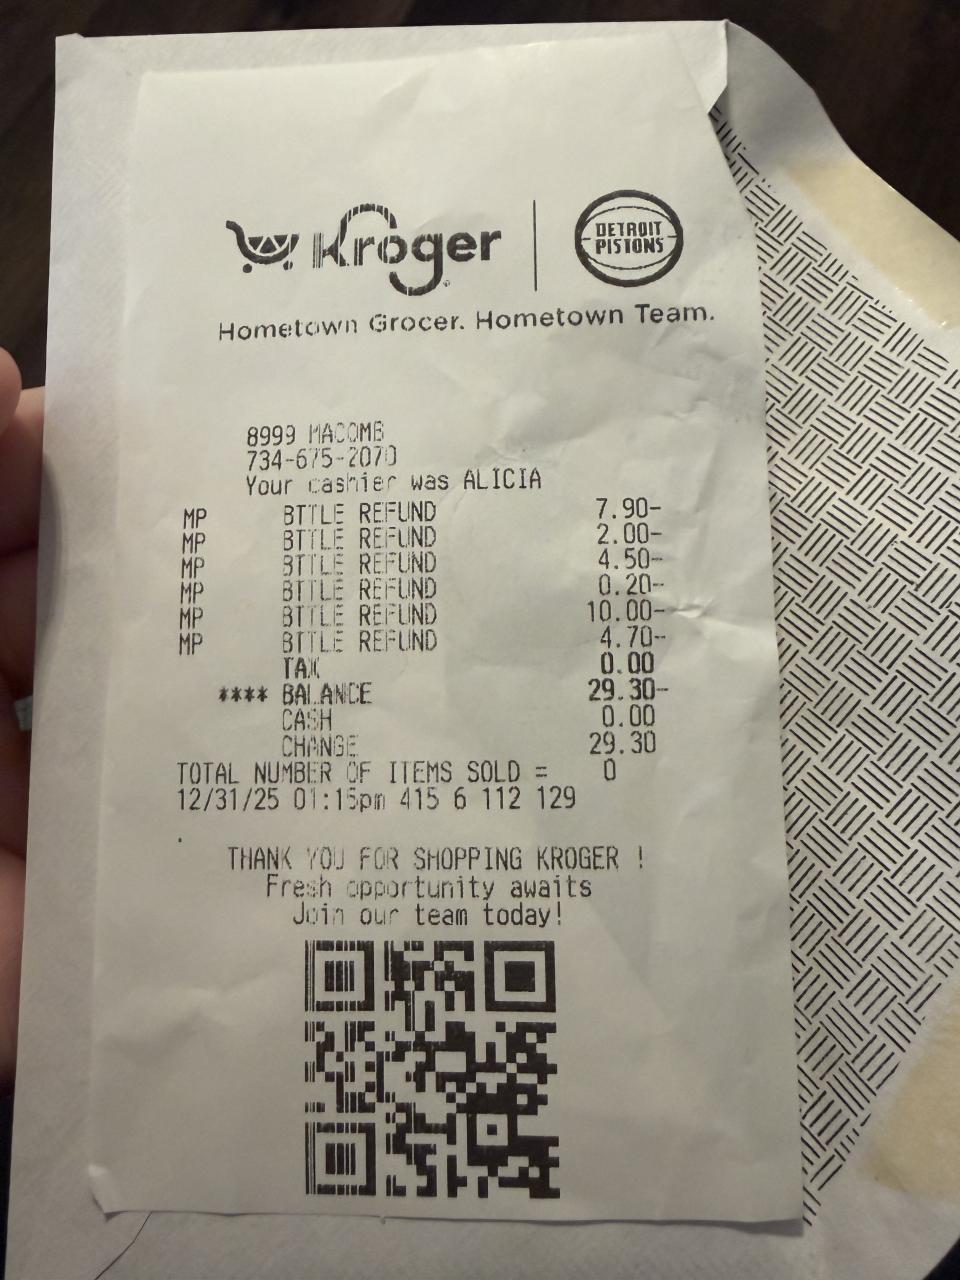 Kroger
DETROIT
PISTONS
Hometown Grocer. Hometown Team.
8999 MACOMB
734-675-2070
Your cashier was ALICIA
MP BTTLE REFUND 7.90-
MP BTTLE REFUND 2.00-
MP BTTLE REFUND 4.50-
MP BTTLE REFUND 0.20-
MP BTTLE REFUND 10.00-
MP BTTLE REFUND 4.70-
TAX 0.00
**** BALANCE 29.30-
CASH 0.00
CHANGE 29.30
TOTAL NUMBER OF ITEMS SOLD = 0
12/31/25 01:15pm 415 6 112 129
THANK YOU FOR SHOPPING KROGER !
Fresh opportunity awaits
Join our team today!